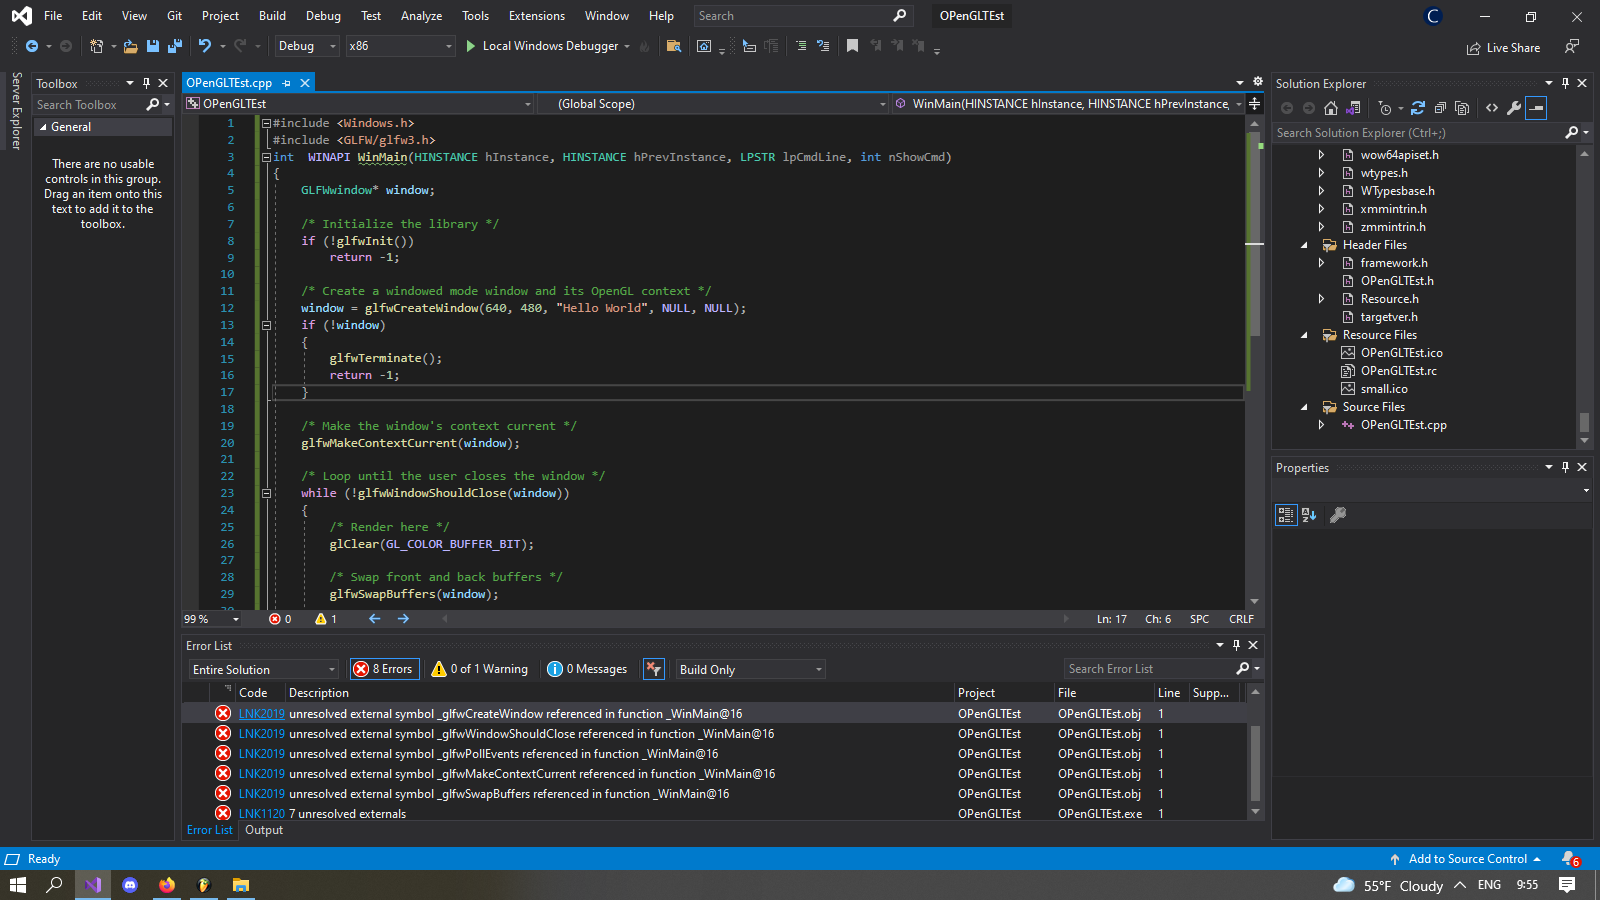 File Edit View Git Project Build Debug Test Analyze Tools Extensions Window Help Search OPenGLTEst C
Debug x86 Local Windows Debugger Live Share
Server Explorer
Toolbox
Search Toolbox
General
There are no usable
controls in this group.
Drag an item onto this
text to add it to the
toolbox.
OPenGLTEst.cpp
OPenGLTEst (Global Scope) WinMain(HINSTANCE hInstance, HINSTANCE hPrevInstance,
1 #include <Windows.h>
2 #include <GLFW/glfw3.h>
3 int  WINAPI WinMain(HINSTANCE hInstance, HINSTANCE hPrevInstance, LPSTR lpCmdLine, int nShowCmd)
4 {
5 GLFWwindow* window;
6
7 /* Initialize the library */
8 if (!glfwInit())
9 return -1;
10
11 /* Create a windowed mode window and its OpenGL context */
12 window = glfwCreateWindow(640, 480, "Hello World", NULL, NULL);
13 if (!window)
14 {
15 glfwTerminate();
16 return -1;
17 }
18
19 /* Make the window's context current */
20 glfwMakeContextCurrent(window);
21
22 /* Loop until the user closes the window */
23 while (!glfwWindowShouldClose(window))
24 {
25 /* Render here */
26 glClear(GL_COLOR_BUFFER_BIT);
27
28 /* Swap front and back buffers */
29 glfwSwapBuffers(window);
99 % 0 1 Ln: 17 Ch: 6 SPC CRLF
Error List
Entire Solution 8 Errors 0 of 1 Warning 0 Messages Build Only Search Error List
Code Description Project File Line Supp...
LNK2019 unresolved external symbol _glfwCreateWindow referenced in function _WinMain@16 OPenGLTEst OPenGLTEst.obj 1
LNK2019 unresolved external symbol _glfwWindowShouldClose referenced in function _WinMain@16 OPenGLTEst OPenGLTEst.obj 1
LNK2019 unresolved external symbol _glfwPollEvents referenced in function _WinMain@16 OPenGLTEst OPenGLTEst.obj 1
LNK2019 unresolved external symbol _glfwMakeContextCurrent referenced in function _WinMain@16 OPenGLTEst OPenGLTEst.obj 1
LNK2019 unresolved external symbol _glfwSwapBuffers referenced in function _WinMain@16 OPenGLTEst OPenGLTEst.obj 1
LNK1120 7 unresolved externals OPenGLTEst OPenGLTEst.exe 1
Error List Output
Solution Explorer
Search Solution Explorer (Ctrl+;)
wow64apiset.h
wtypes.h
WTypesbase.h
xmmintrin.h
zmmintrin.h
Header Files
framework.h
OPenGLTEst.h
Resource.h
targetver.h
Resource Files
OPenGLTEst.ico
OPenGLTEst.rc
small.ico
Source Files
OPenGLTEst.cpp
Properties
Ready Add to Source Control 6
55°F Cloudy ENG 9:55